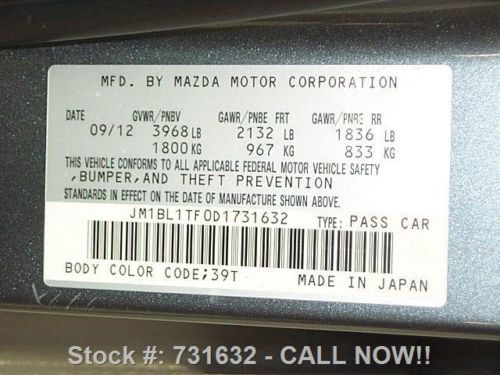 MFD. BY MAZDA MOTOR CORPORATION
DATE GVWR/PNBV GAWR/PNBE FRT GAWR/PNBE RR
09/12 3968 LB 2132 LB 1836 LB
1800 KG 967 KG 833 KG
THIS VEHICLE CONFORMS TO ALL APPLICABLE FEDERAL MOTOR VEHICLE SAFETY
,BUMPER,AND THEFT PREVENTION
STANDARDS IN EFFECT ON THE DATE OF MANUFACTURE SHOWN ABOVE.
JM1BL1TF0D1731632 TYPE: PASS CAR
BODY COLOR CODE;39T MADE IN JAPAN
Stock #: 731632 - CALL NOW!!